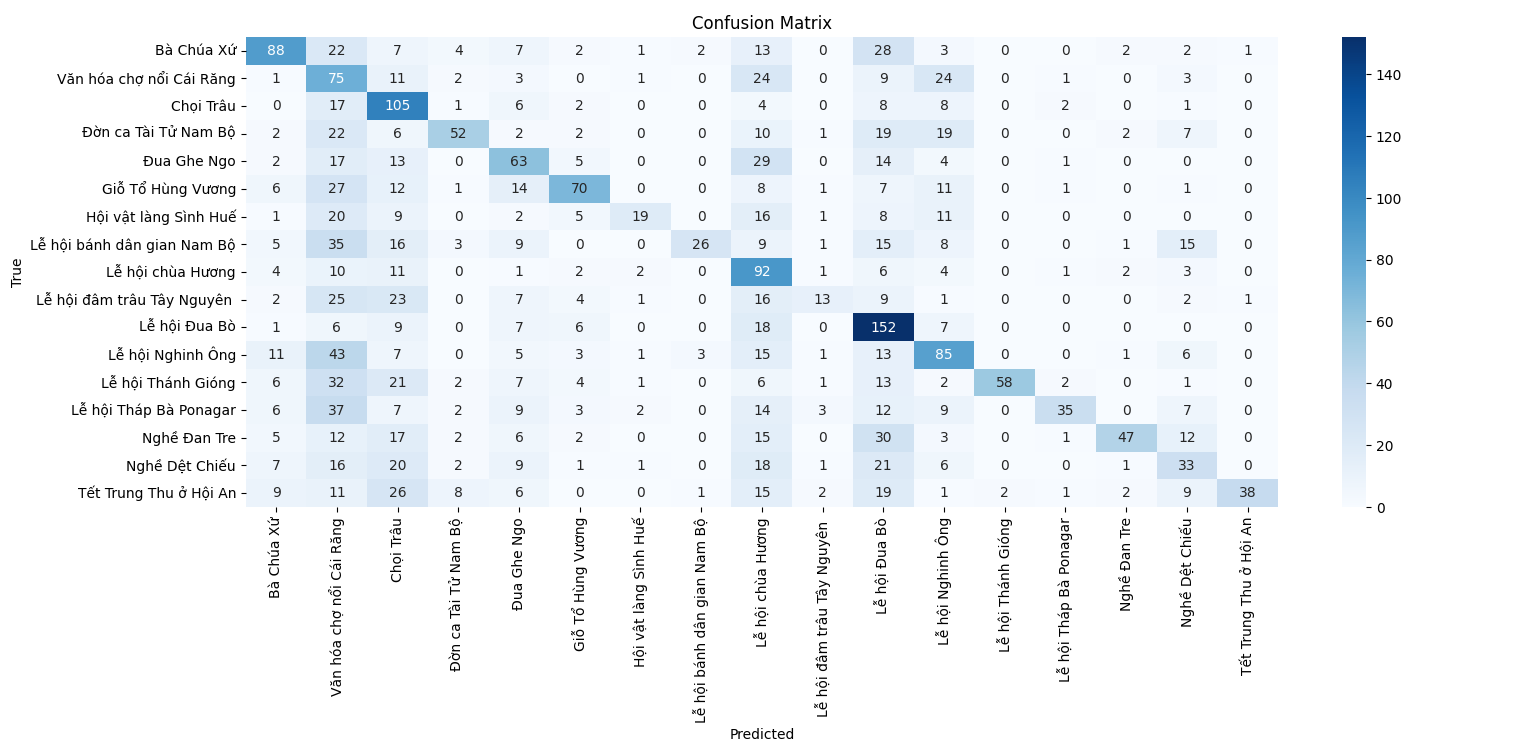 Confusion Matrix
True
Bà Chúa Xứ 88 22 7 4 7 2 1 2 13 0 28 3 0 0 2 2 1
Văn hóa chợ nổi Cái Răng 1 75 11 2 3 0 1 0 24 0 9 24 0 1 0 3 0
Chọi Trâu 0 17 105 1 6 2 0 0 4 0 8 8 0 2 0 1 0
Đờn ca Tài Tử Nam Bộ 2 22 6 52 2 2 0 0 10 1 19 19 0 0 2 7 0
Đua Ghe Ngo 2 17 13 0 63 5 0 0 29 0 14 4 0 1 0 0 0
Giỗ Tổ Hùng Vương 6 27 12 1 14 70 0 0 8 1 7 11 0 1 0 1 0
Hội vật làng Sình Huế 1 20 9 0 2 5 19 0 16 1 8 11 0 0 0 0 0
Lễ hội bánh dân gian Nam Bộ 5 35 16 3 9 0 0 26 9 1 15 8 0 0 1 15 0
Lễ hội chùa Hương 4 10 11 0 1 2 2 0 92 1 6 4 0 1 2 3 0
Lễ hội đâm trâu Tây Nguyên 2 25 23 0 7 4 1 0 16 13 9 1 0 0 0 2 1
Lễ hội Đua Bò 1 6 9 0 7 6 0 0 18 0 152 7 0 0 0 0 0
Lễ hội Nghinh Ông 11 43 7 0 5 3 1 3 15 1 13 85 0 0 1 6 0
Lễ hội Thánh Gióng 6 32 21 2 7 4 1 0 6 1 13 2 58 2 0 1 0
Lễ hội Tháp Bà Ponagar 6 37 7 2 9 3 2 0 14 3 12 9 0 35 0 7 0
Nghề Đan Tre 5 12 17 2 6 2 0 0 15 0 30 3 0 1 47 12 0
Nghề Dệt Chiếu 7 16 20 2 9 1 1 0 18 1 21 6 0 0 1 33 0
Tết Trung Thu ở Hội An 9 11 26 8 6 0 0 1 15 2 19 1 2 1 2 9 38
Bà Chúa Xứ
Văn hóa chợ nổi Cái Răng
Chọi Trâu
Đờn ca Tài Tử Nam Bộ
Đua Ghe Ngo
Giỗ Tổ Hùng Vương
Hội vật làng Sình Huế
Lễ hội bánh dân gian Nam Bộ
Lễ hội chùa Hương
Lễ hội đâm trâu Tây Nguyên
Lễ hội Đua Bò
Lễ hội Nghinh Ông
Lễ hội Thánh Gióng
Lễ hội Tháp Bà Ponagar
Nghề Đan Tre
Nghề Dệt Chiếu
Tết Trung Thu ở Hội An
Predicted
140
120
100
80
60
40
20
0